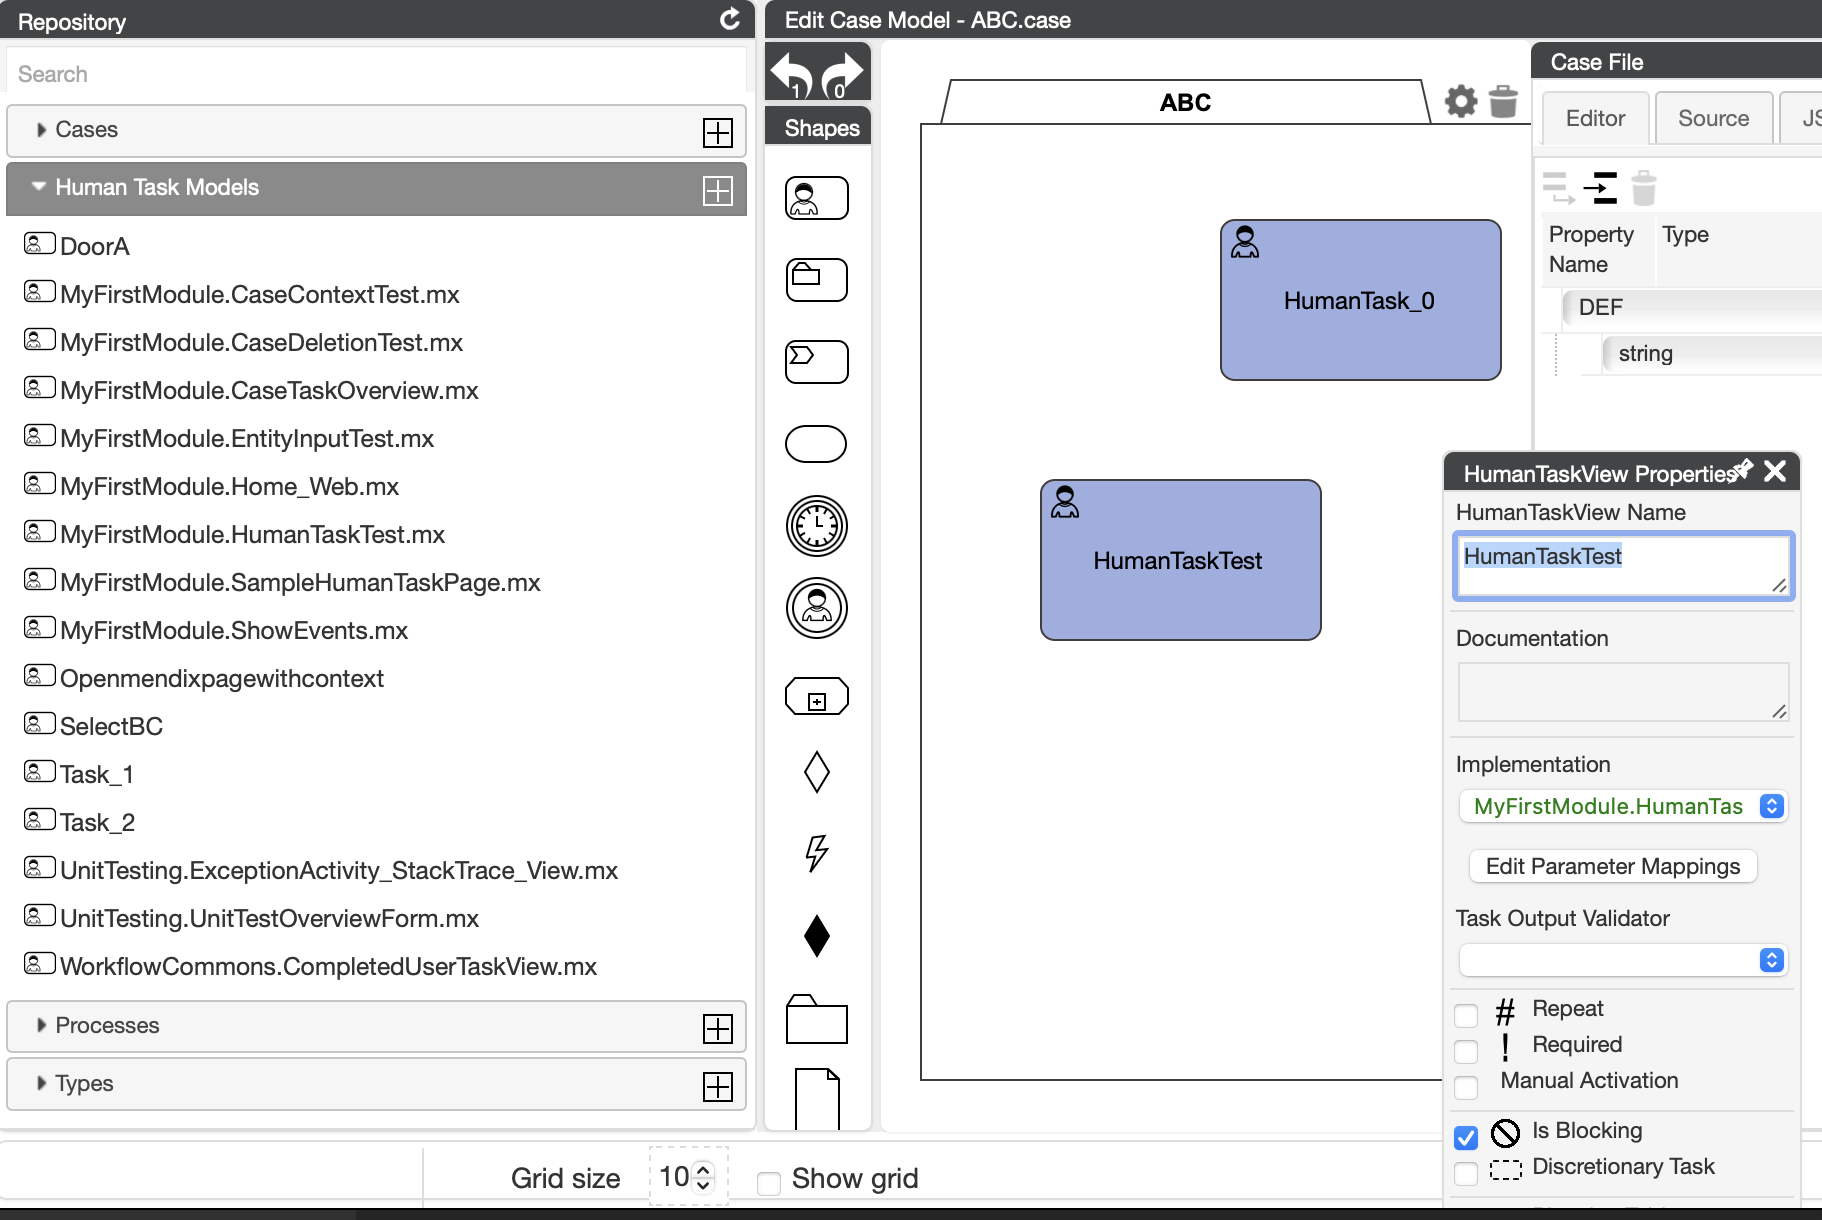 Repository
Search
Cases
Human Task Models
DoorA
MyFirstModule.CaseContextTest.mx
MyFirstModule.CaseDeletionTest.mx
MyFirstModule.CaseTaskOverview.mx
MyFirstModule.EntityInputTest.mx
MyFirstModule.Home_Web.mx
MyFirstModule.HumanTaskTest.mx
MyFirstModule.SampleHumanTaskPage.mx
MyFirstModule.ShowEvents.mx
Openmendixpagewithcontext
SelectBC
Task_1
Task_2
UnitTesting.ExceptionActivity_StackTrace_View.mx
UnitTesting.UnitTestOverviewForm.mx
WorkflowCommons.CompletedUserTaskView.mx
Processes
Types
Edit Case Model - ABC.case
1 0
Shapes
ABC
HumanTask_0
HumanTaskTest
Case File
Editor
Source
JS
Property
Name
Type
DEF
string
HumanTaskView Properties
HumanTaskView Name
HumanTaskTest
Documentation
Implementation
MyFirstModule.HumanTas
Edit Parameter Mappings
Task Output Validator
# Repeat
! Required
Manual Activation
Is Blocking
Discretionary Task
Grid size
10
Show grid